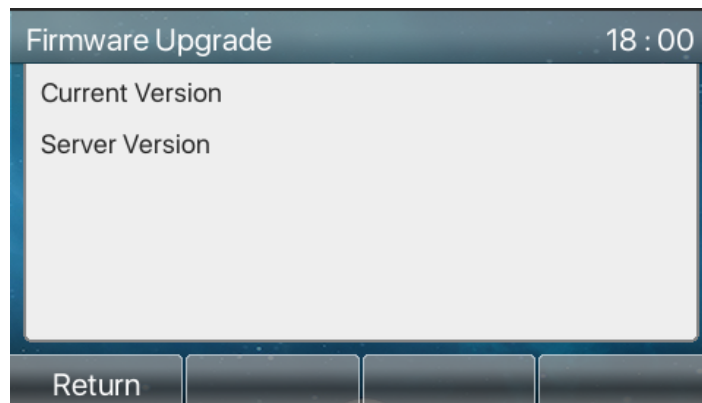 Firmware Upgrade 18 : 00
Current Version
Server Version
Return